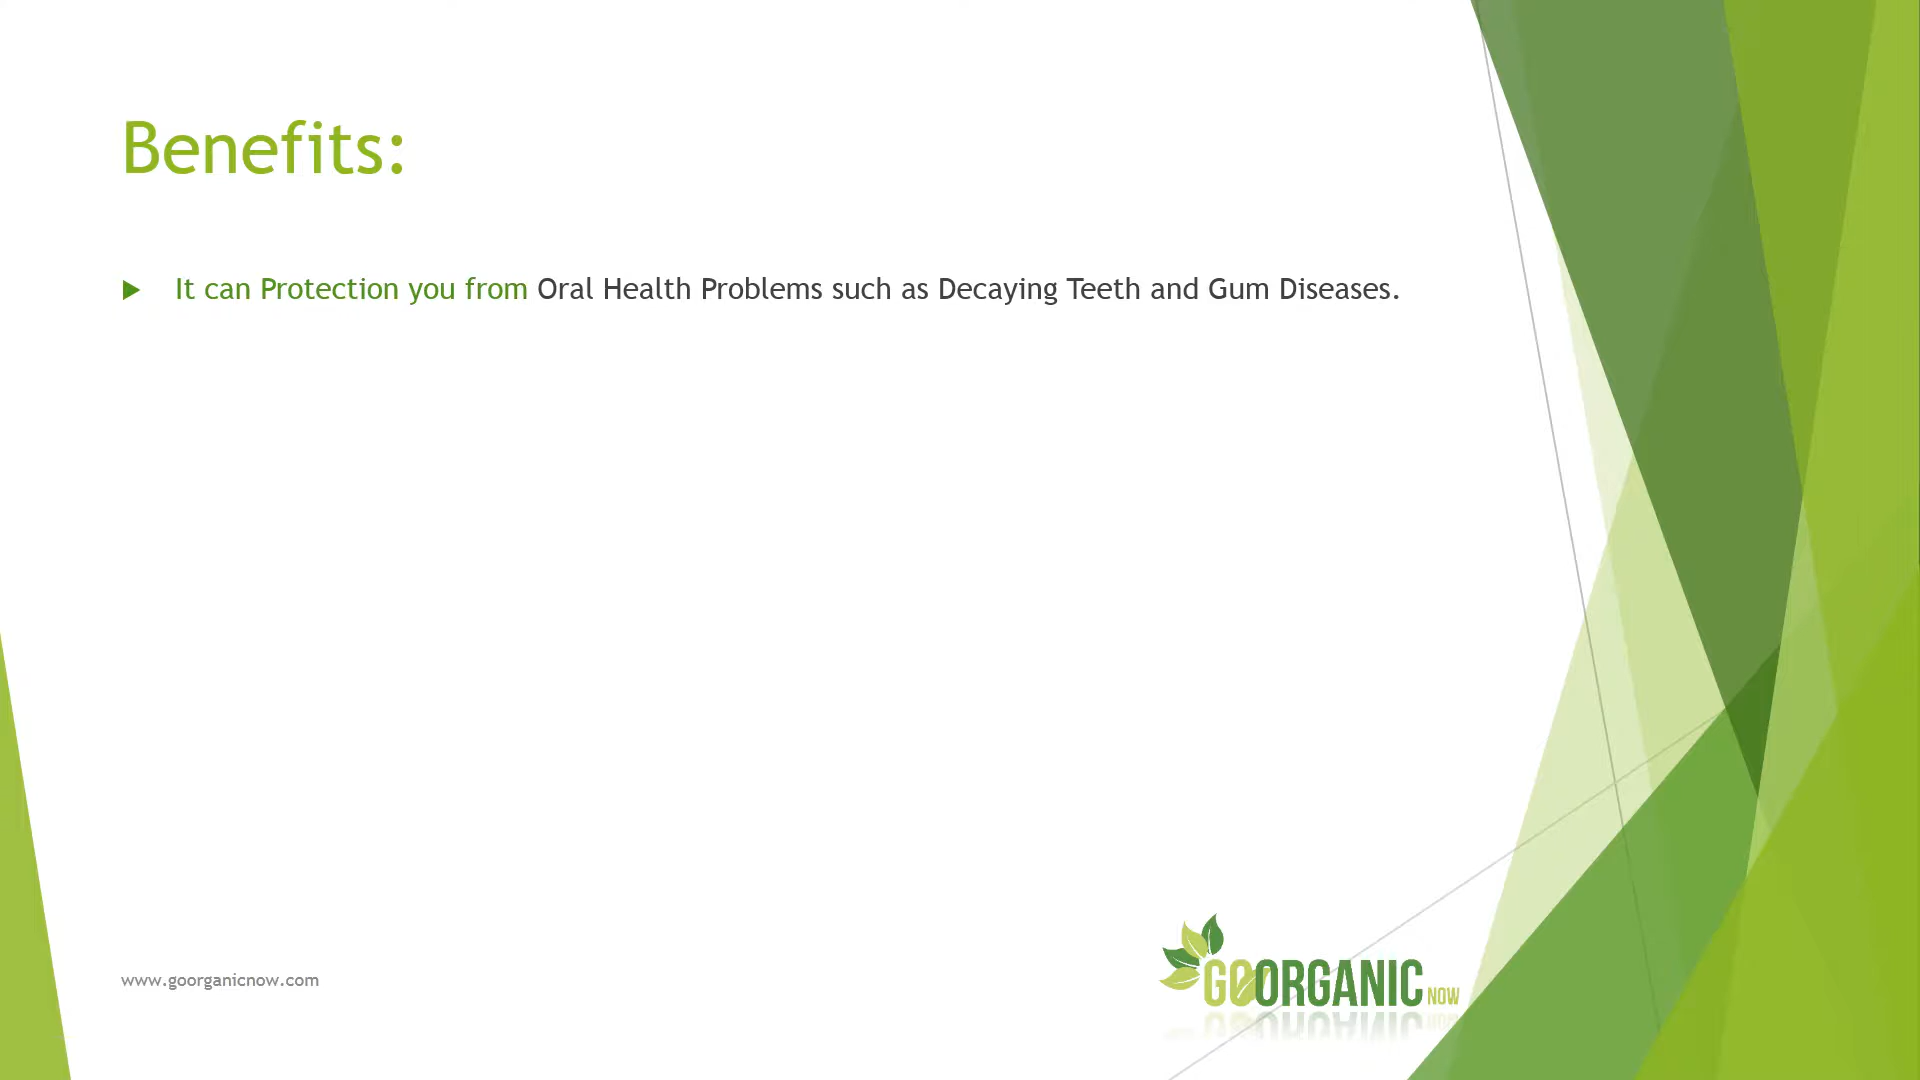 Benefits:
It can Protection you from Oral Health Problems such as Decaying Teeth and Gum Diseases.
www.goorganicnow.com
GOORGANIC NOW